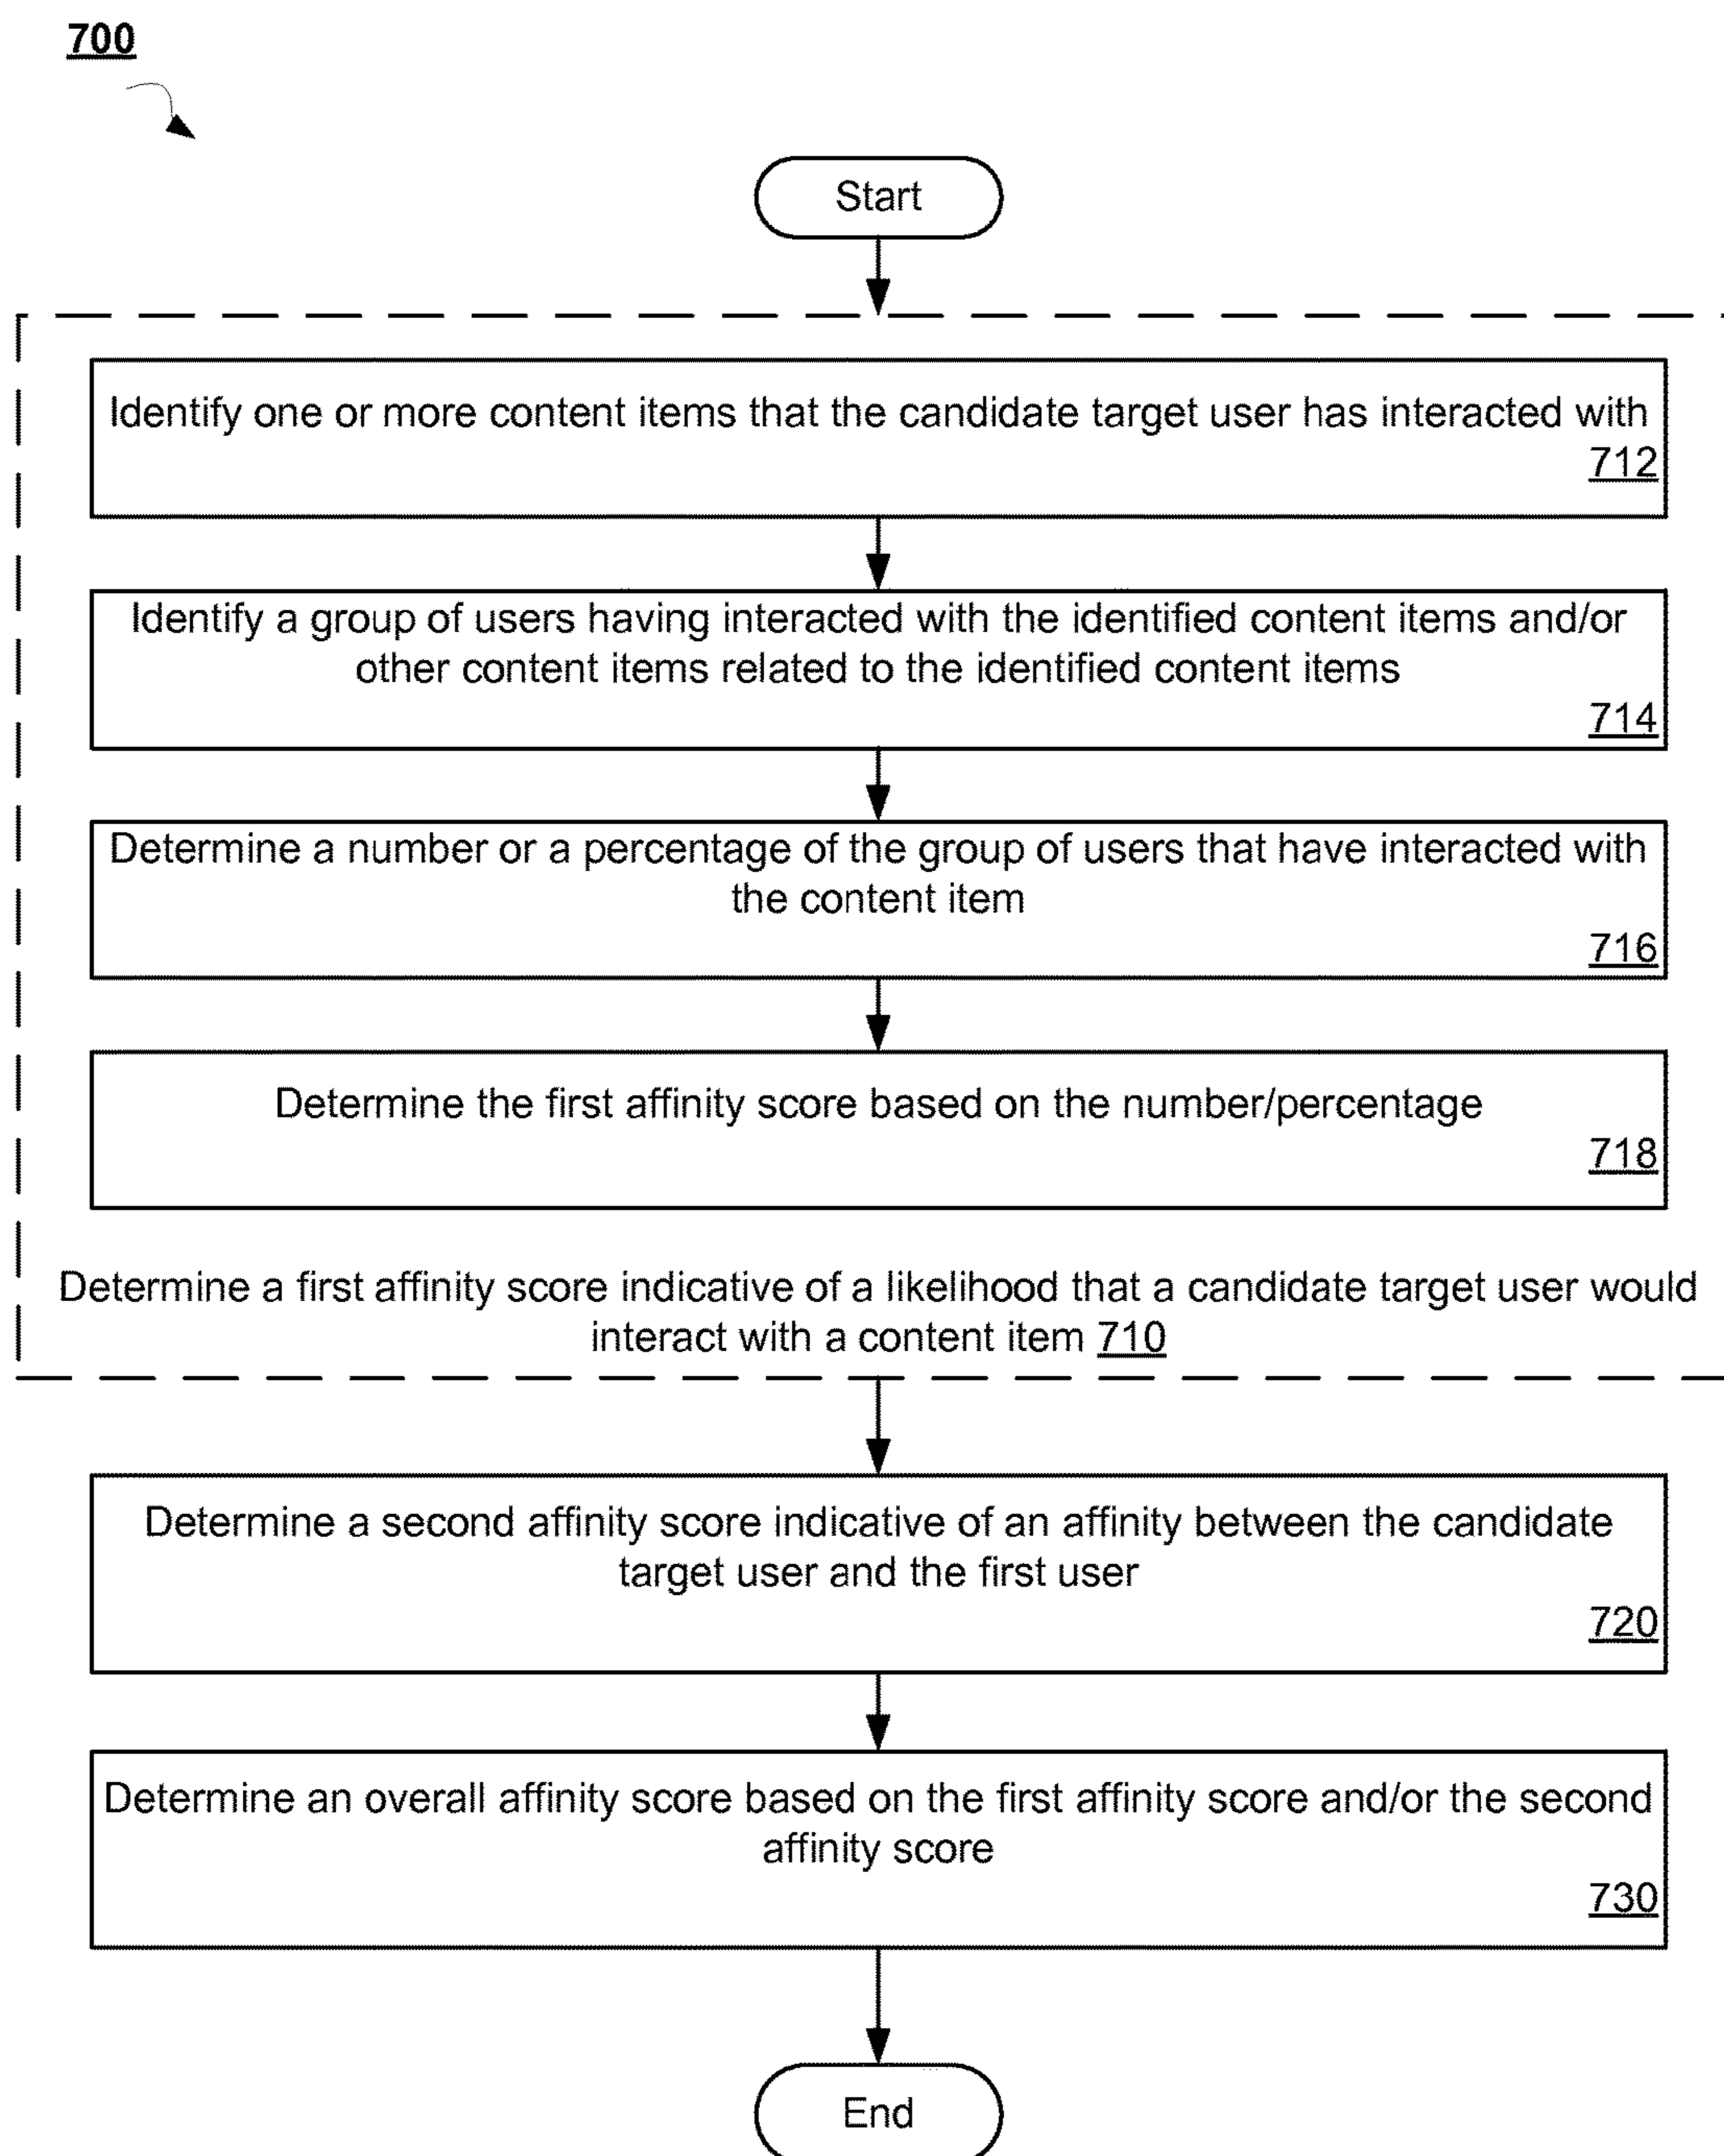 700
Start
Identify one or more content items that the candidate target user has interacted with
712
Identify a group of users having interacted with the identified content items and/or
other content items related to the identified content items
714
Determine a number or a percentage of the group of users that have interacted with
the content item
716
Determine the first affinity score based on the number/percentage
718
Determine a first affinity score indicative of a likelihood that a candidate target user would
interact with a content item 710
Determine a second affinity score indicative of an affinity between the candidate
target user and the first user
720
Determine an overall affinity score based on the first affinity score and/or the second
affinity score
730
End